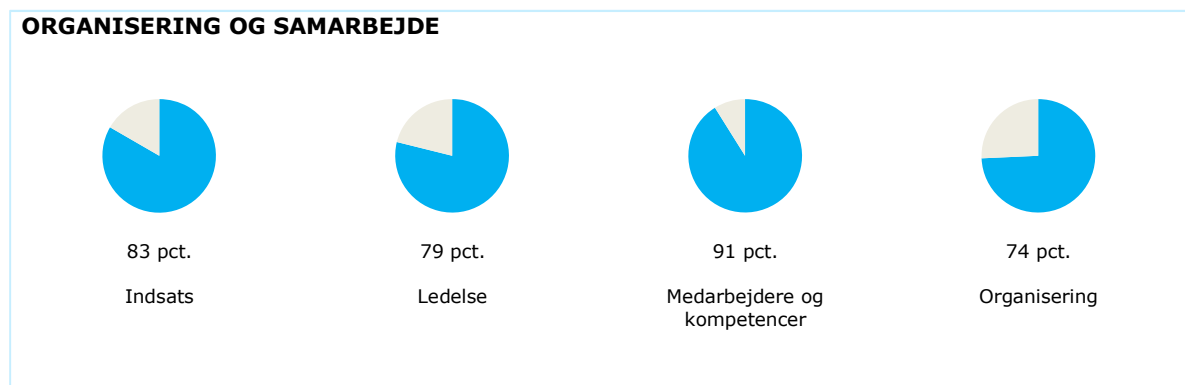 ORGANISERING OG SAMARBEJDE
83 pct.
79 pct.
91 pct.
74 pct.
Indsats
Ledelse
Medarbejdere og
kompetencer
Organisering